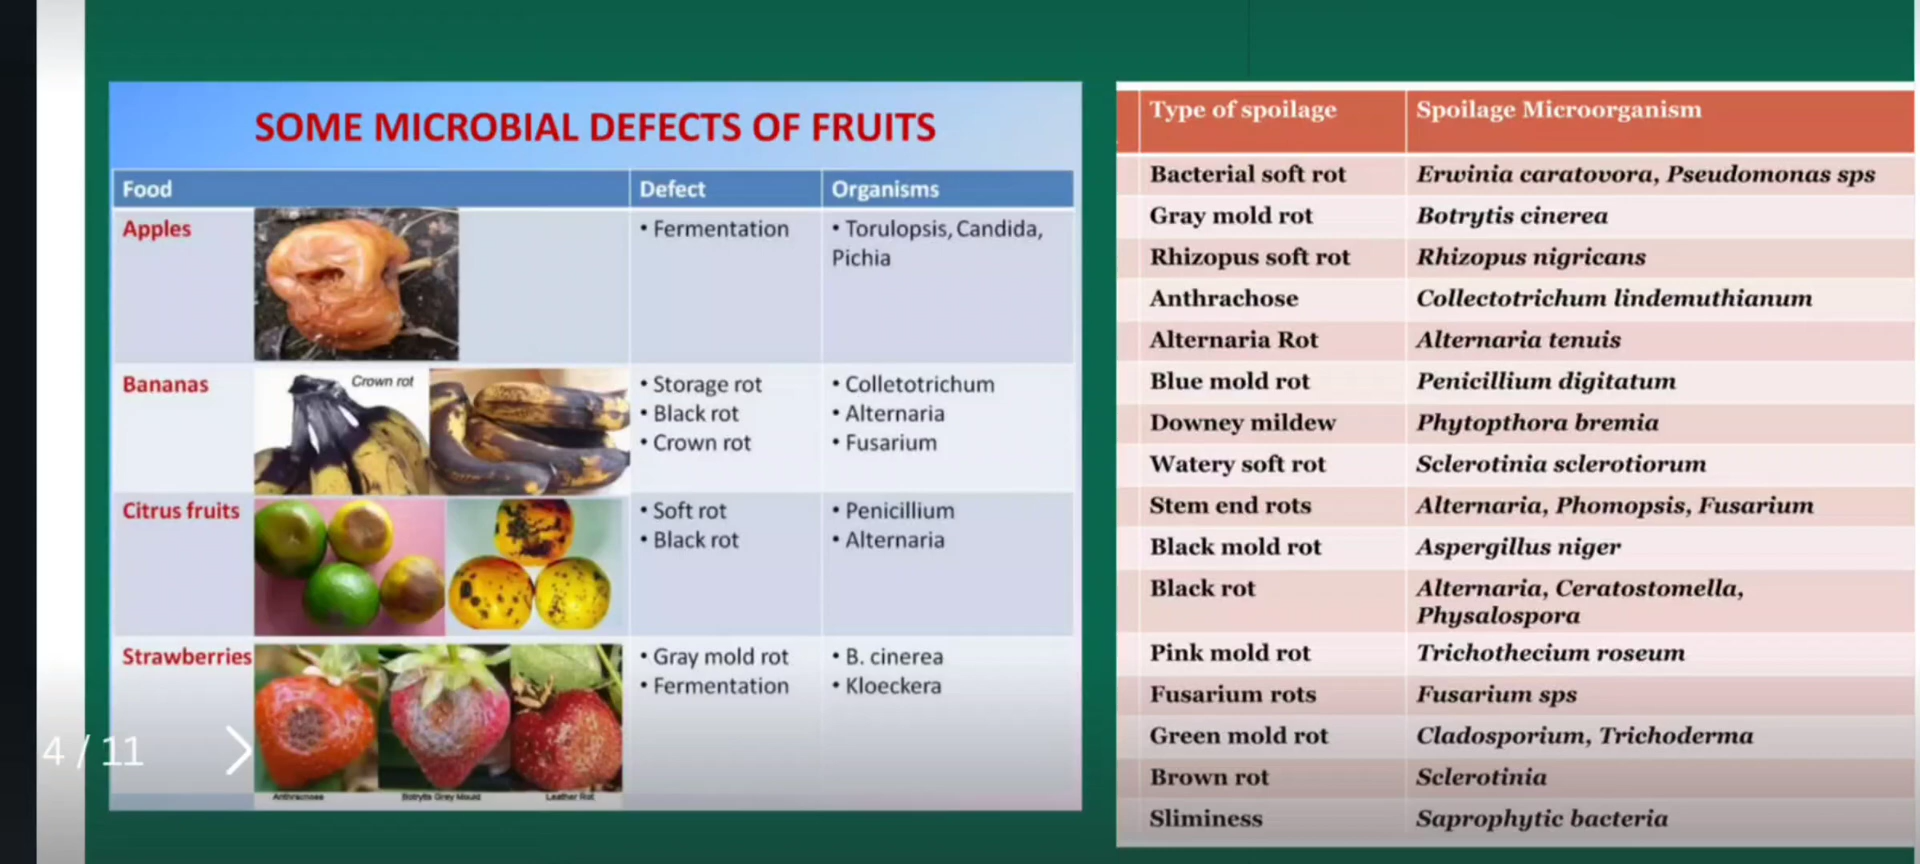 SOME MICROBIAL DEFECTS OF FRUITS
Food Defect Organisms
Apples • Fermentation • Torulopsis, Candida,
Pichia
Bananas Crown rot • Storage rot • Colletotrichum
• Black rot • Alternaria
• Crown rot • Fusarium
Citrus fruits • Soft rot • Penicillium
• Black rot • Alternaria
Strawberries • Gray mold rot • B. cinerea
• Fermentation • Kloeckera
Anthracnose Botrytis Grey Mould Leather Rot
4 / 11
Type of spoilage Spoilage Microorganism
Bacterial soft rot Erwinia caratovora, Pseudomonas sps
Gray mold rot Botrytis cinerea
Rhizopus soft rot Rhizopus nigricans
Anthrachose Collectotrichum lindemuthianum
Alternaria Rot Alternaria tenuis
Blue mold rot Penicillium digitatum
Downey mildew Phytopthora bremia
Watery soft rot Sclerotinia sclerotiorum
Stem end rots Alternaria, Phomopsis, Fusarium
Black mold rot Aspergillus niger
Black rot Alternaria, Ceratostomella,
Physalospora
Pink mold rot Trichothecium roseum
Fusarium rots Fusarium sps
Green mold rot Cladosporium, Trichoderma
Brown rot Sclerotinia
Sliminess Saprophytic bacteria